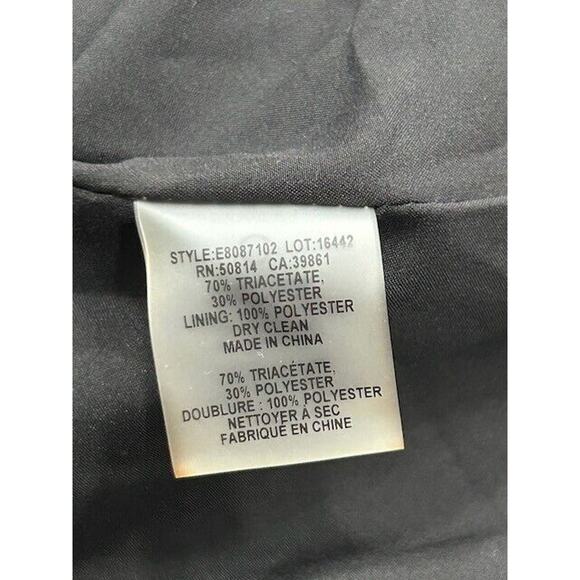 STYLE:E8087102 LOT:16442
RN:50814 CA:39861
70% TRIACETATE,
30% POLYESTER
LINING: 100% POLYESTER
DRY CLEAN
MADE IN CHINA
70% TRIACÉTATE,
30% POLYESTER
DOUBLURE : 100% POLYESTER
NETTOYER À SEC
FABRIQUÉ EN CHINE